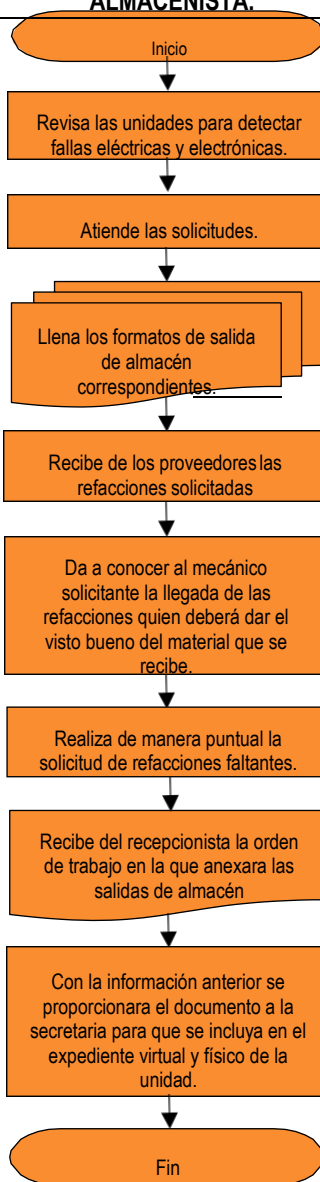 ALMACENISTA.
Inicio
Revisa las unidades para detectar
fallas eléctricas y electrónicas.
Atiende las solicitudes.
Llena los formatos de salida
de almacén
correspondientes.
Recibe de los proveedores las
refacciones solicitadas
Da a conocer al mecánico
solicitante la llegada de las
refacciones quien deberá dar el
visto bueno del material que se
recibe.
Realiza de manera puntual la
solicitud de refacciones faltantes.
Recibe del recepcionista la orden
de trabajo en la que anexara las
salidas de almacén
Con la información anterior se
proporcionara el documento a la
secretaria para que se incluya en el
expediente virtual y físico de la
unidad.
Fin